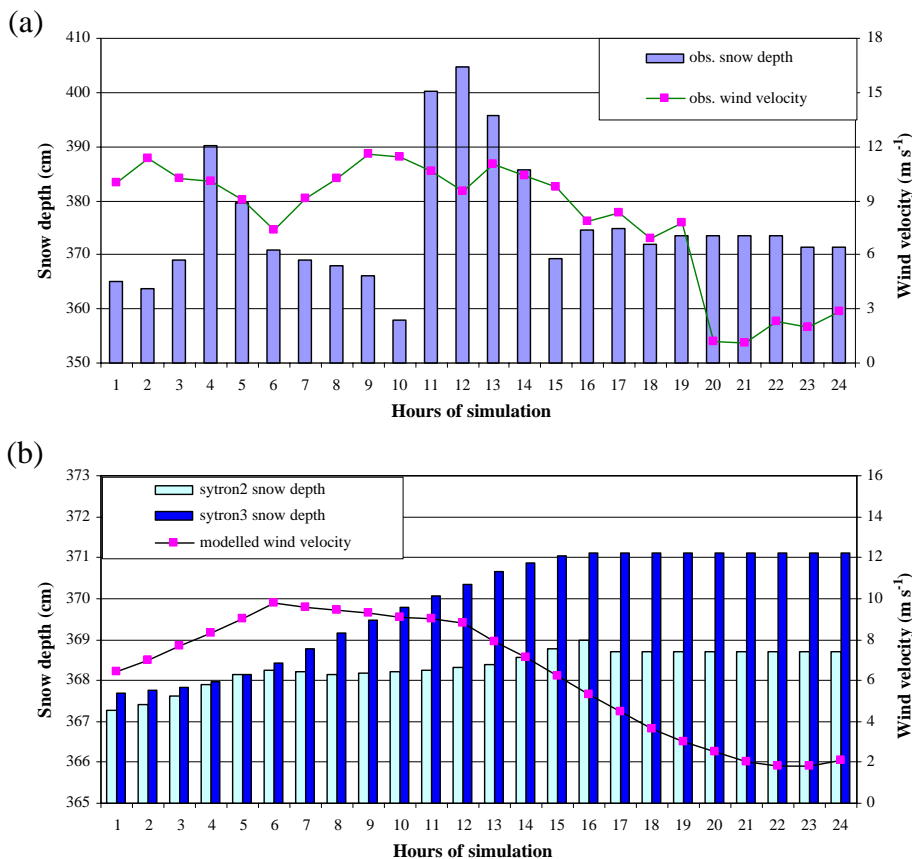 (a)
410
400
390
380
370
360
350
Snow depth (cm)
obs. snow depth
obs. wind velocity
18
15
12
9
6
3
0
Wind velocity (m s-1)
1 2 3 4 5 6 7 8 9 10 11 12 13 14 15 16 17 18 19 20 21 22 23 24
Hours of simulation
(b)
373
372
371
370
369
368
367
366
365
Snow depth (cm)
sytron2 snow depth
sytron3 snow depth
modelled wind velocity
16
14
12
10
8
6
4
2
0
Wind velocity (m s-1)
1 2 3 4 5 6 7 8 9 10 11 12 13 14 15 16 17 18 19 20 21 22 23 24
Hours of simulation